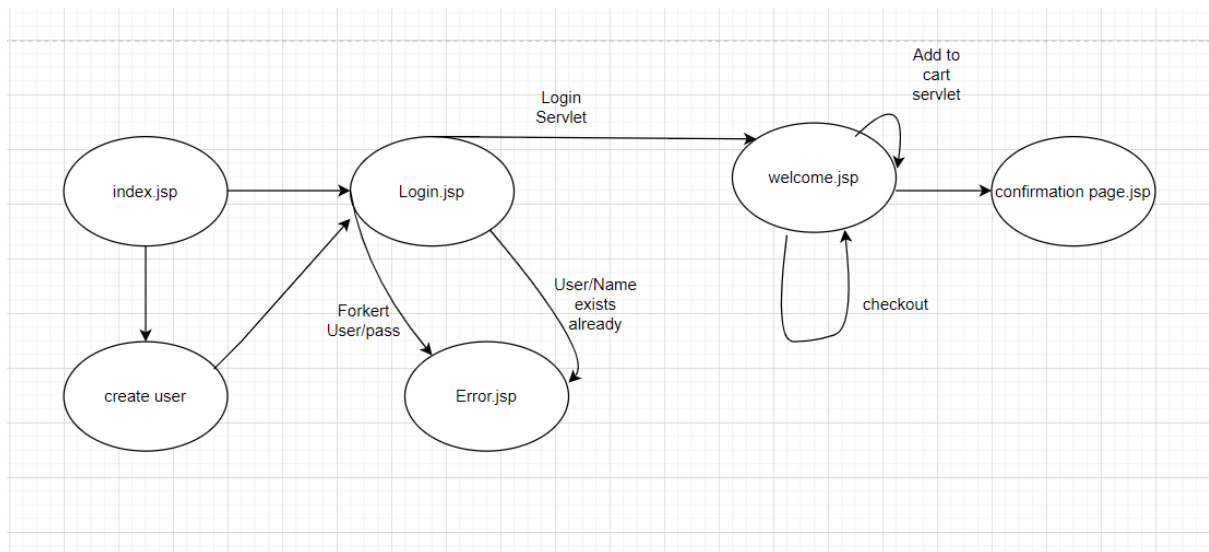 Add to
cart
servlet
Login
Servlet
index.jsp
Login.jsp
welcome.jsp
confirmation page.jsp
User/Name
exists
already
Forkert
User/pass
checkout
create user
Error.jsp